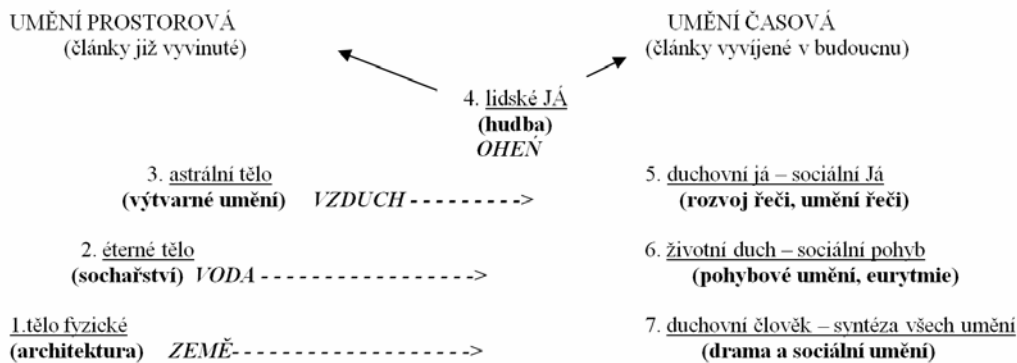 UMĚNÍ PROSTOROVÁ UMĚNÍ ČASOVÁ
(články již vyvinuté) (články vyvíjené v budoucnu)
4. lidské JÁ
(hudba)
OHEŃ
3. astrální tělo 5. duchovní já – sociální Já
(výtvarné umění) VZDUCH - - - - - - - - -> (rozvoj řeči, umění řeči)
2. éterné tělo 6. životní duch – sociální pohyb
(sochařství) VODA - - - - - - - - - - - - - - - - -> (pohybové umění, eurytmie)
1.tělo fyzické 7. duchovní člověk – syntéza všech umění
(architektura) ZEMĚ- - - - - - - - - - - - - - - - - -> (drama a sociální umění)